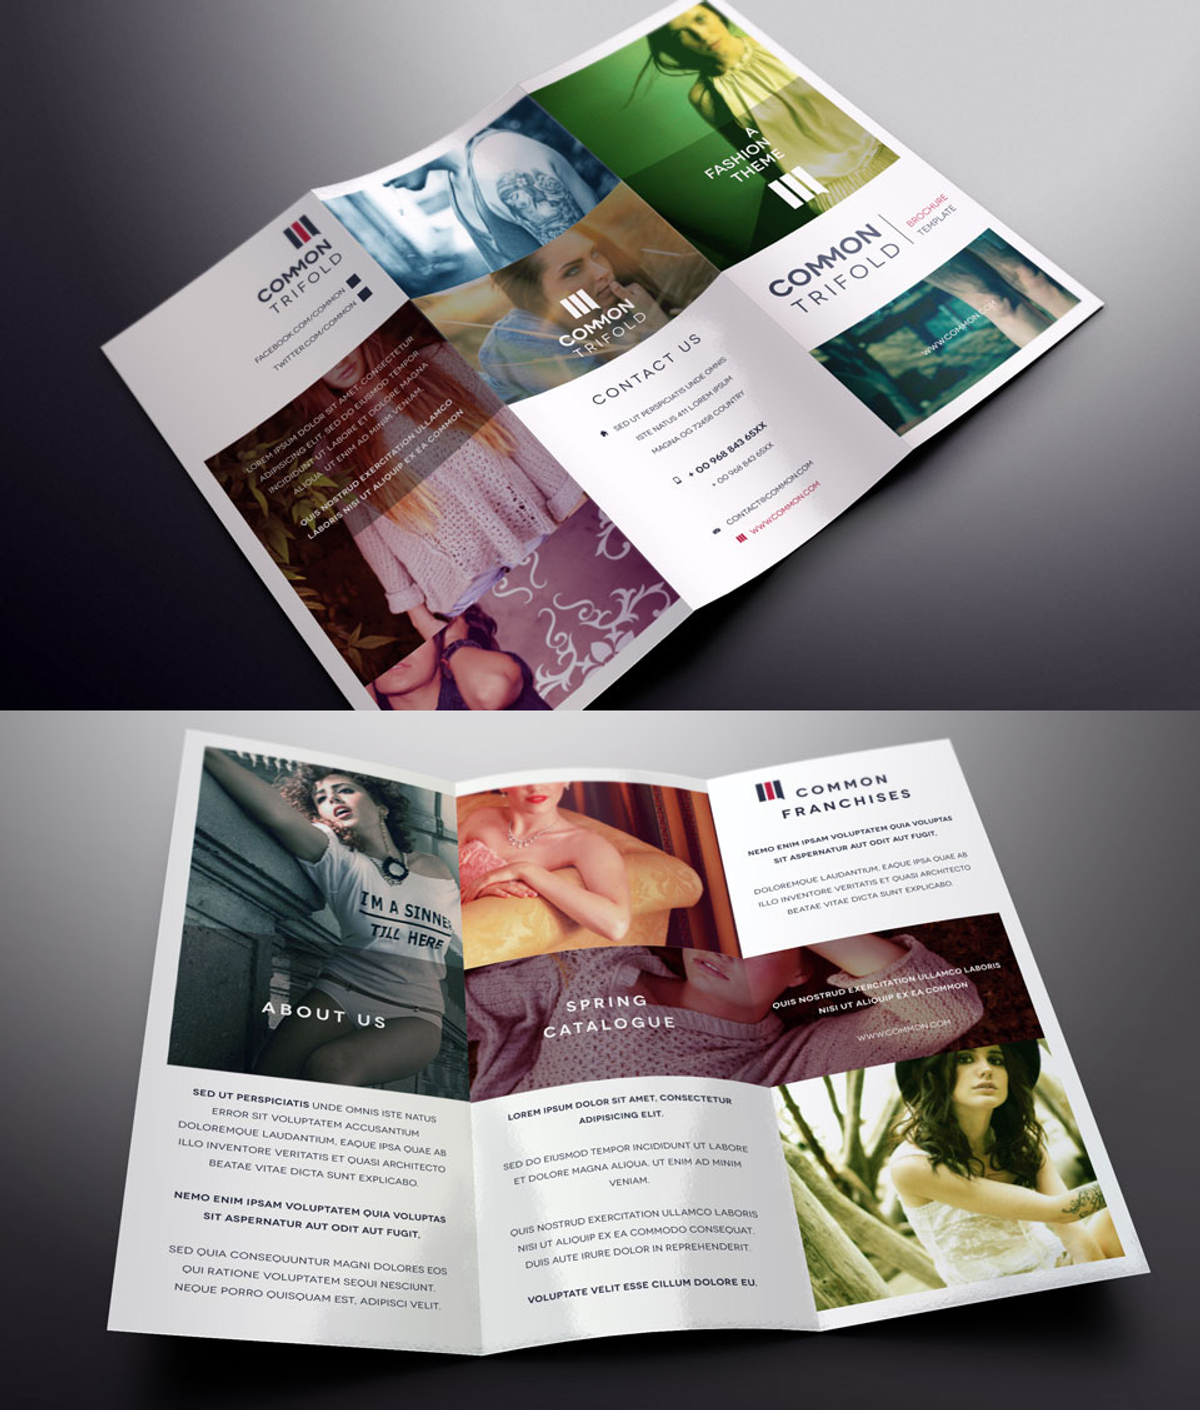 COMMON
TRIFOLD
FACEBOOK.COM/COMMON
TWITTER.COM/COMMON
LOREM IPSUM DOLOR SIT AMET, CONSECTETUR
ADIPISICING ELIT, SED DO EIUSMOD TEMPOR
INCIDIDUNT UT LABORE ET DOLORE MAGNA
ALIQUA. UT ENIM AD MINIM VENIAM,
QUIS NOSTRUD EXERCITATION ULLAMCO
LABORIS NISI UT ALIQUIP EX EA COMMON
COMMON
TRIFOLD
CONTACT US
SED UT PERSPICIATIS UNDE OMNIS
ISTE NATUS 411 LOREM IPSUM
MAGNA OG 72458 COUNTRY
+ 00 968 843 65XX
+ 00 968 843 65XX
CONTACT@COMMON.COM
WWW.COMMON.COM
A
FASHION
THEME
COMMON
TRIFOLD
BROCHURE
TEMPLATE
WWW.COMMON.COM
I'M A SINNER
TILL HERE
ABOUT US
SED UT PERSPICIATIS UNDE OMNIS ISTE NATUS
ERROR SIT VOLUPTATEM ACCUSANTIUM
DOLOREMQUE LAUDANTIUM, EAQUE IPSA QUAE AB
ILLO INVENTORE VERITATIS ET QUASI ARCHITECTO
BEATAE VITAE DICTA SUNT EXPLICABO.
NEMO ENIM IPSAM VOLUPTATEM QUIA VOLUPTAS
SIT ASPERNATUR AUT ODIT AUT FUGIT,
SED QUIA CONSEQUUNTUR MAGNI DOLORES EOS
QUI RATIONE VOLUPTATEM SEQUI NESCIUNT.
NEQUE PORRO QUISQUAM EST, ADIPISCI VELIT.
SPRING
CATALOGUE
LOREM IPSUM DOLOR SIT AMET, CONSECTETUR
ADIPISICING ELIT.
SED DO EIUSMOD TEMPOR INCIDIDUNT UT LABORE
ET DOLORE MAGNA ALIQUA. UT ENIM AD MINIM
VENIAM.
QUIS NOSTRUD EXERCITATION ULLAMCO LABORIS
NISI UT ALIQUIP EX EA COMMODO CONSEQUAT.
DUIS AUTE IRURE DOLOR IN REPREHENDERIT.
VOLUPTATE VELIT ESSE CILLUM DOLORE EU.
COMMON
FRANCHISES
NEMO ENIM IPSAM VOLUPTATEM QUIA VOLUPTAS
SIT ASPERNATUR AUT ODIT AUT FUGIT,
DOLOREMQUE LAUDANTIUM, EAQUE IPSA QUAE AB
ILLO INVENTORE VERITATIS ET QUASI ARCHITECTO
BEATAE VITAE DICTA SUNT EXPLICABO.
QUIS NOSTRUD EXERCITATION ULLAMCO LABORIS
NISI UT ALIQUIP EX EA COMMON
WWW.COMMON.COM